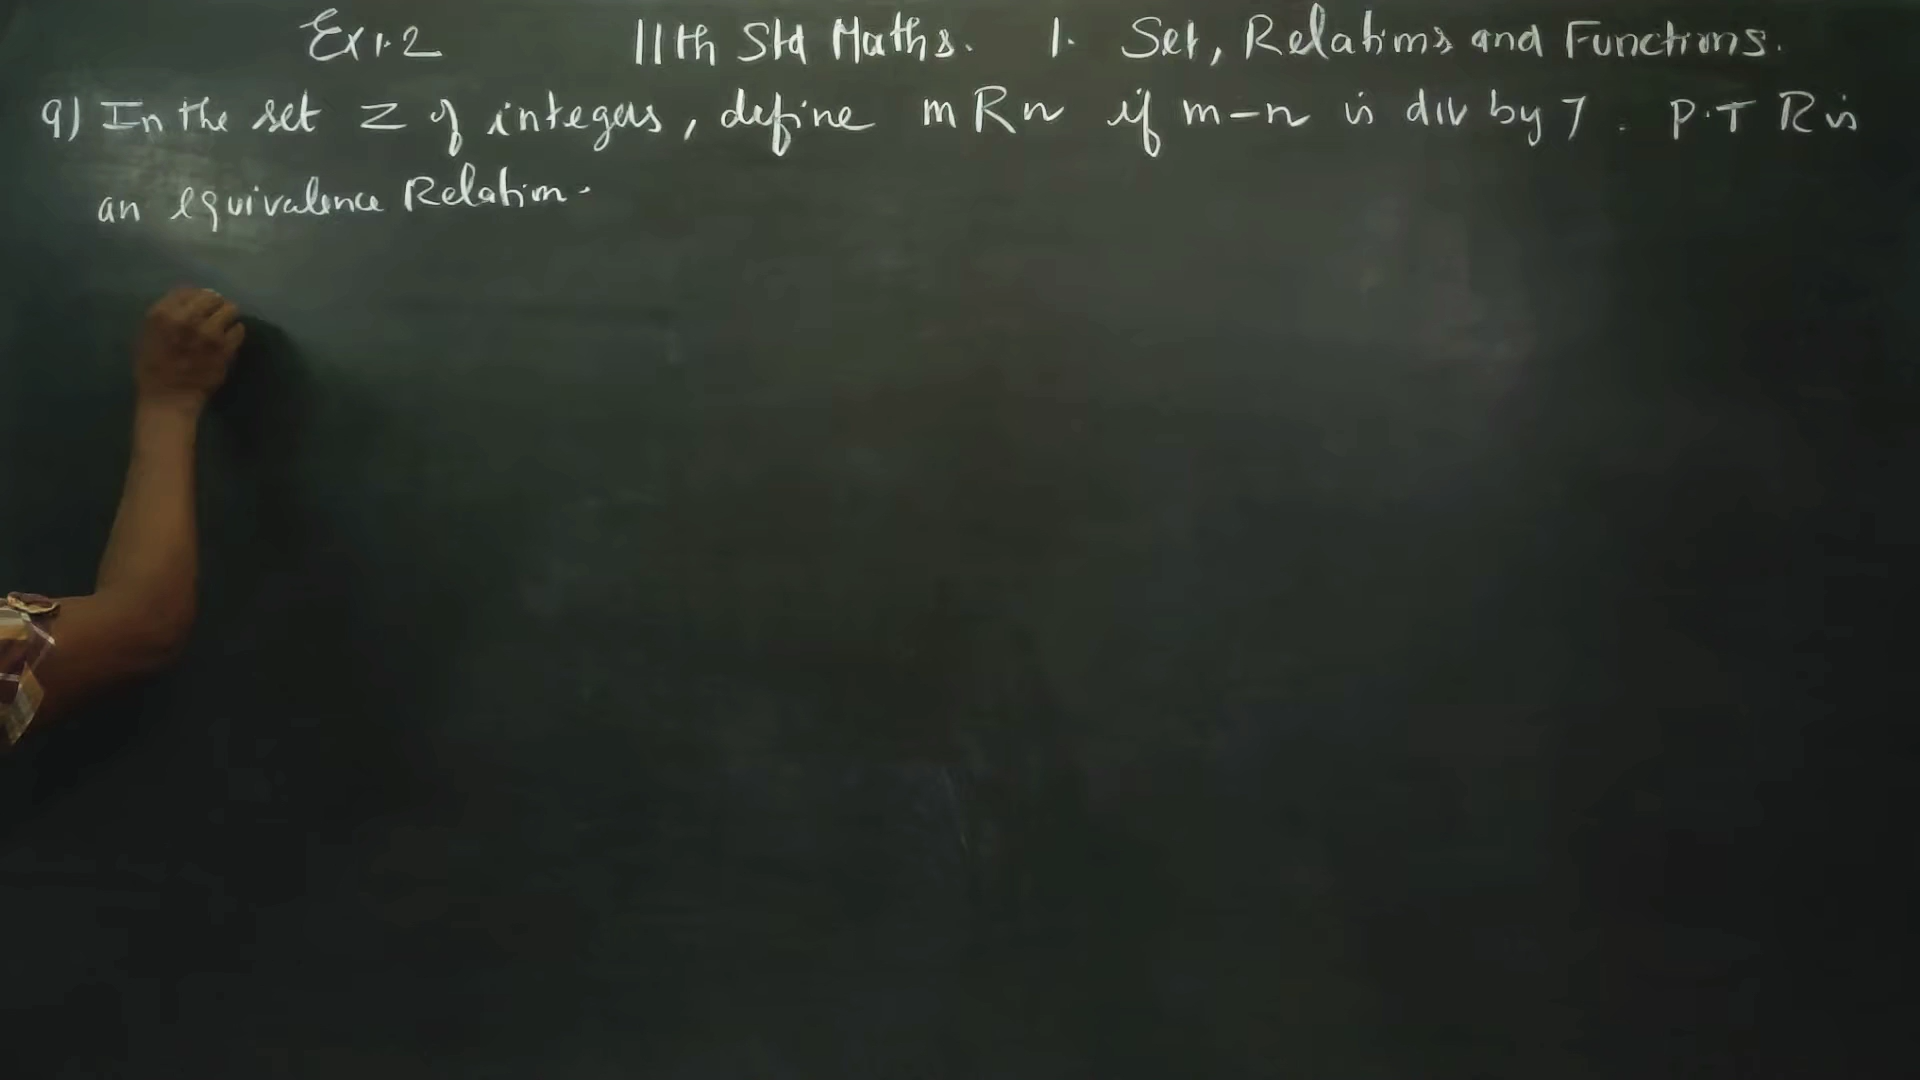 Ex 1.2 11th Std Maths. 1. Set, Relations and Functions.
9) In the set Z of integers, define m R n if m-n is div by 7. P.T R is
an equivalence Relation.